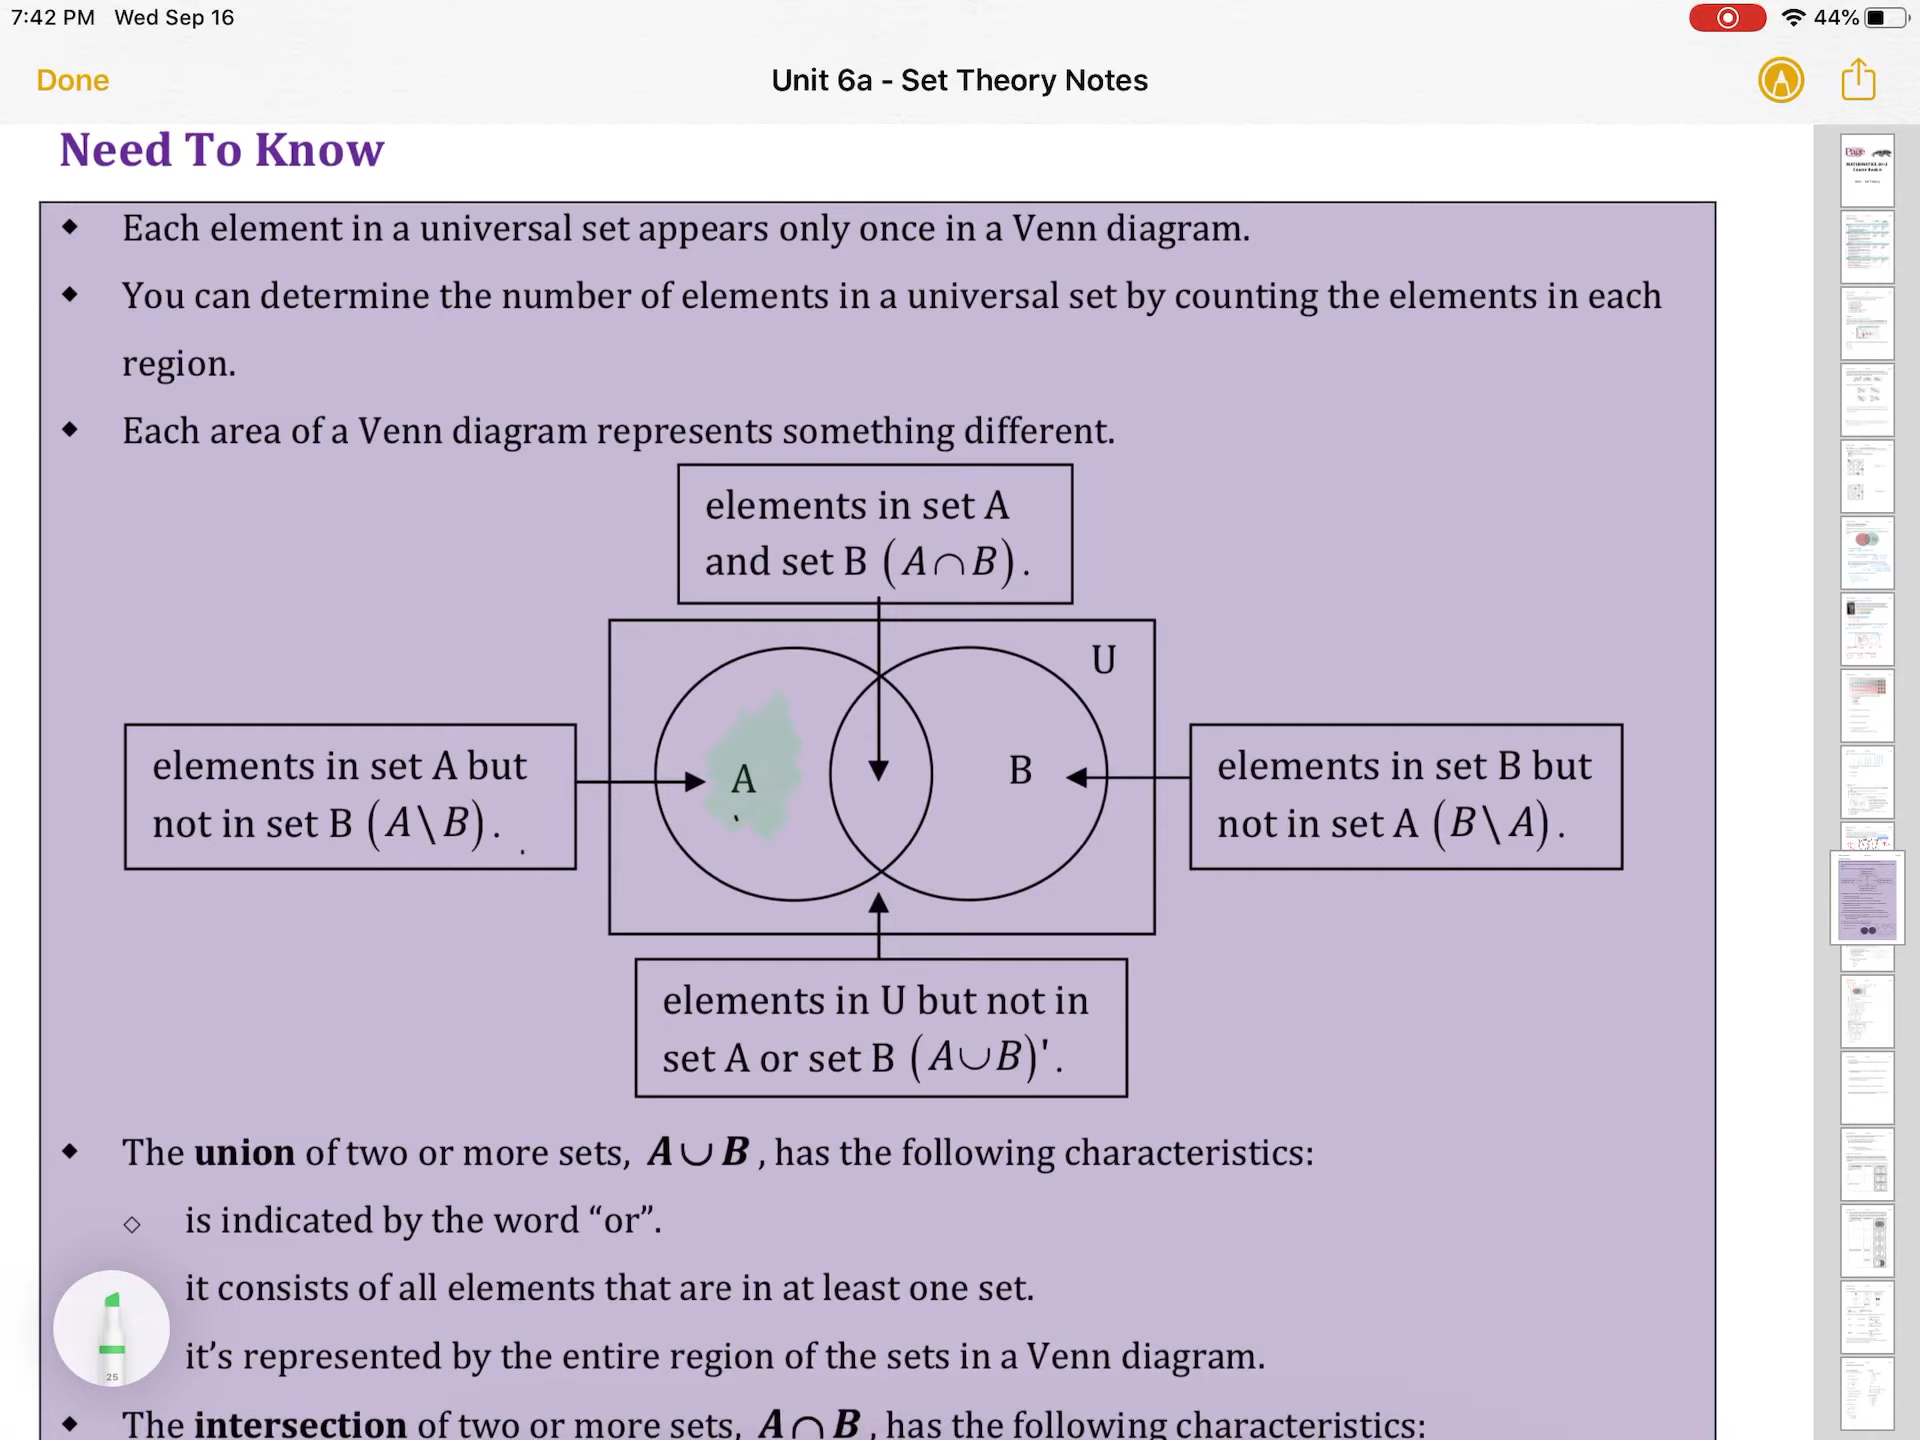 7:42 PM Wed Sep 16
44%
Done
Unit 6a - Set Theory Notes
Need To Know
◆ Each element in a universal set appears only once in a Venn diagram.
◆ You can determine the number of elements in a universal set by counting the elements in each
region.
◆ Each area of a Venn diagram represents something different.
elements in set A
and set B (A∩B).
U
elements in set A but
not in set B (A\B).
A
B
elements in set B but
not in set A (B\A).
elements in U but not in
set A or set B (A∪B)'.
◆ The union of two or more sets, A∪B, has the following characteristics:
◇ is indicated by the word “or”.
it consists of all elements that are in at least one set.
it’s represented by the entire region of the sets in a Venn diagram.
25
◆ The intersection of two or more sets, A∩B, has the following characteristics: